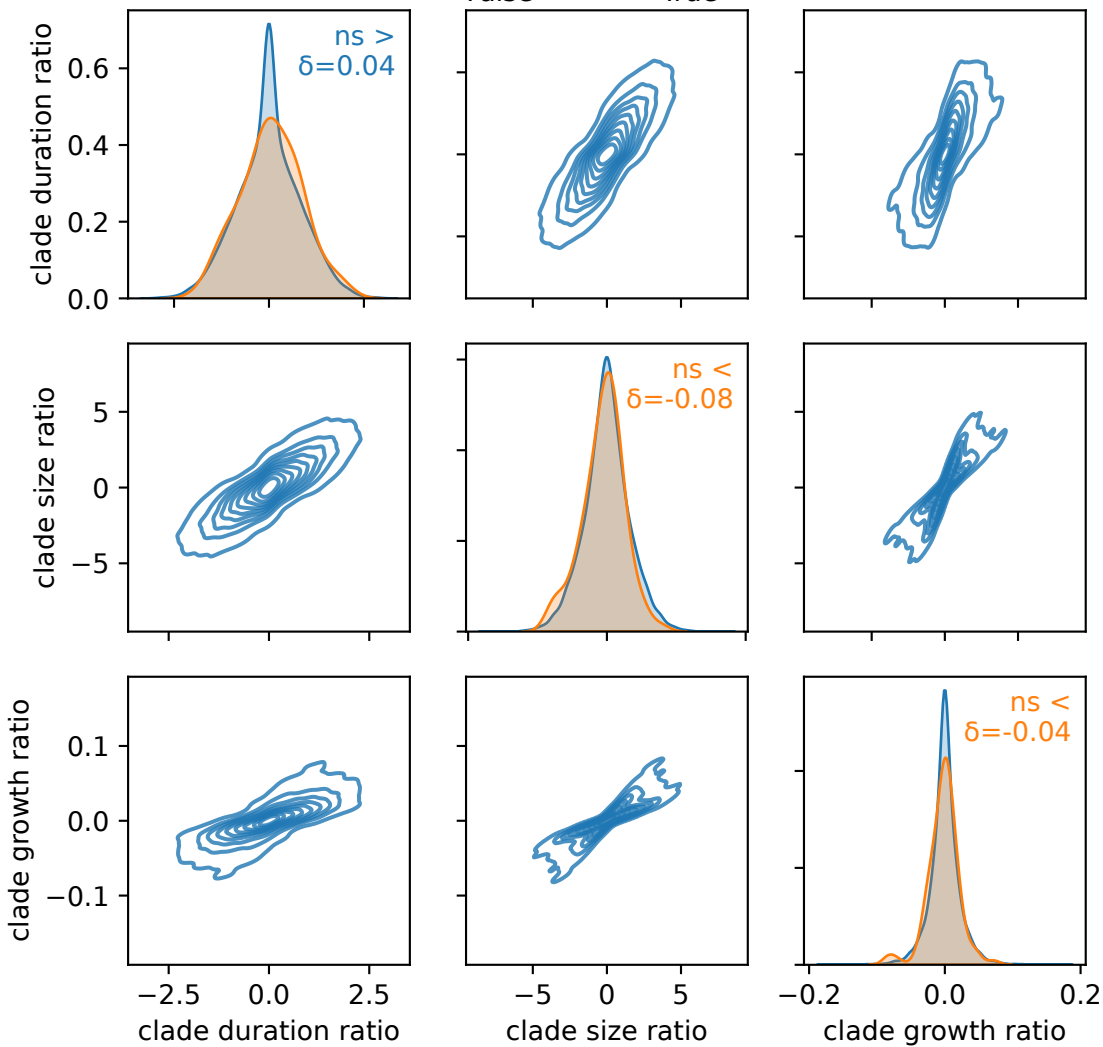 clade duration ratio
0.6
0.4
0.2
0.0
ns >
δ=0.04
clade size ratio
5
0
−5
ns <
δ=-0.08
clade growth ratio
0.1
0.0
−0.1
ns <
δ=-0.04
−2.5 0.0 2.5
−5 0 5
−0.2 0.0 0.2
clade duration ratio
clade size ratio
clade growth ratio